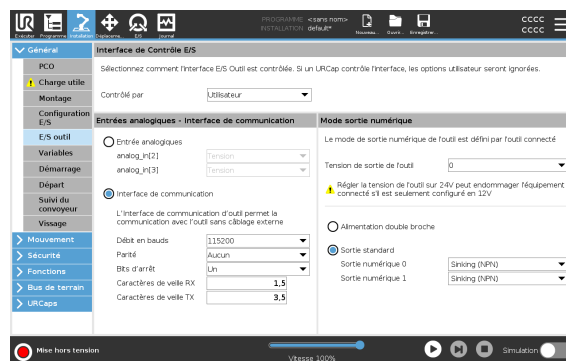 PROGRAMME <sans nom>
INSTALLATION default*
Exécuter Programme Installation Déplaceme... E/S Journal Nouveau... Ouvrir... Enregistrer...
CCCC
CCCC
Général
PCO
Charge utile
Montage
Configuration
E/S
E/S outil
Variables
Démarrage
Départ
Suivi du
convoyeur
Vissage
Mouvement
Sécurité
Fonctions
Bus de terrain
URCaps
Interface de Contrôle E/S
Sélectionnez comment l'interface E/S Outil est contrôlée. Si un URCap contrôle l'interface, les options
utilisateur seront ignorées.
Contrôlé par Utilisateur
Entrées analogiques - Interface de communication
Entrée analogiques
analog_in[2] Tension
analog_in[3] Tension
Interface de communication
L'Interface de communication d'outil permet la
communication avec l'outil sans câblage externe
Débit en bauds 115200
Parité Aucun
Bits d'arrêt Un
Caractères de veille RX 1,5
Caractères de veille TX 3,5
Mode sortie numérique
Le mode de sortie numérique de l'outil est défini par l'outil connecté
Tension de sortie de l'outil 0
Régler la tension de l'outil sur 24V peut endommager l'équipement
connecté s'il est seulement configuré en 12V
Alimentation double broche
Sortie standard
Sortie numérique 0 Sinking (NPN)
Sortie numérique 1 Sinking (NPN)
Mise hors tension
Vitesse 100%
Simulation